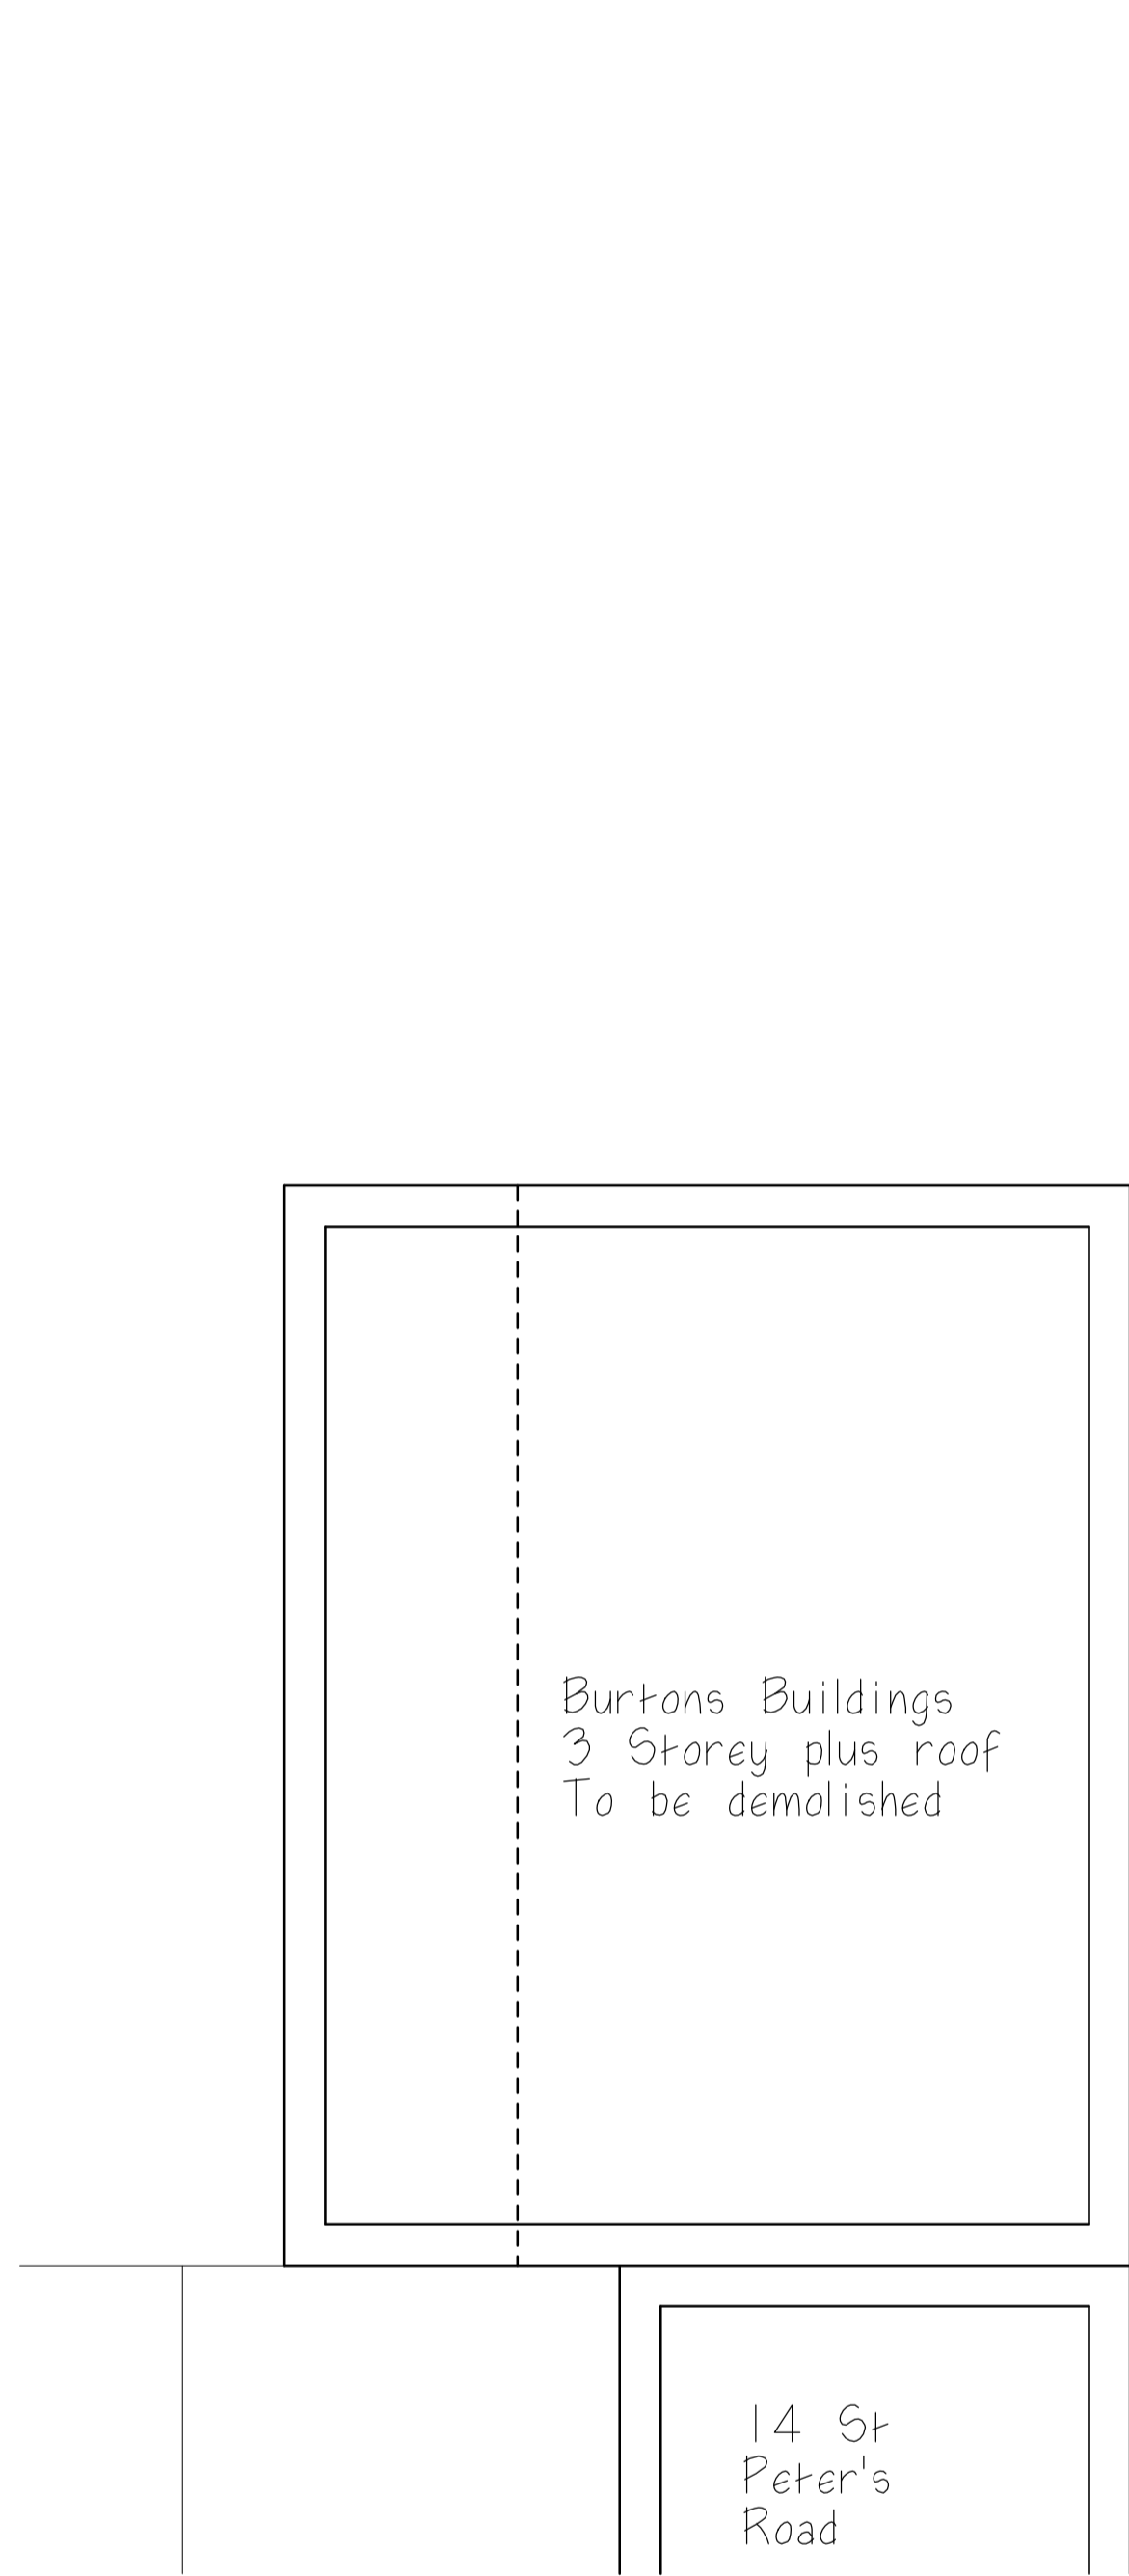 Burtons Buildings
3 Storey plus roof
To be demolished
14 St
Peter's
Road